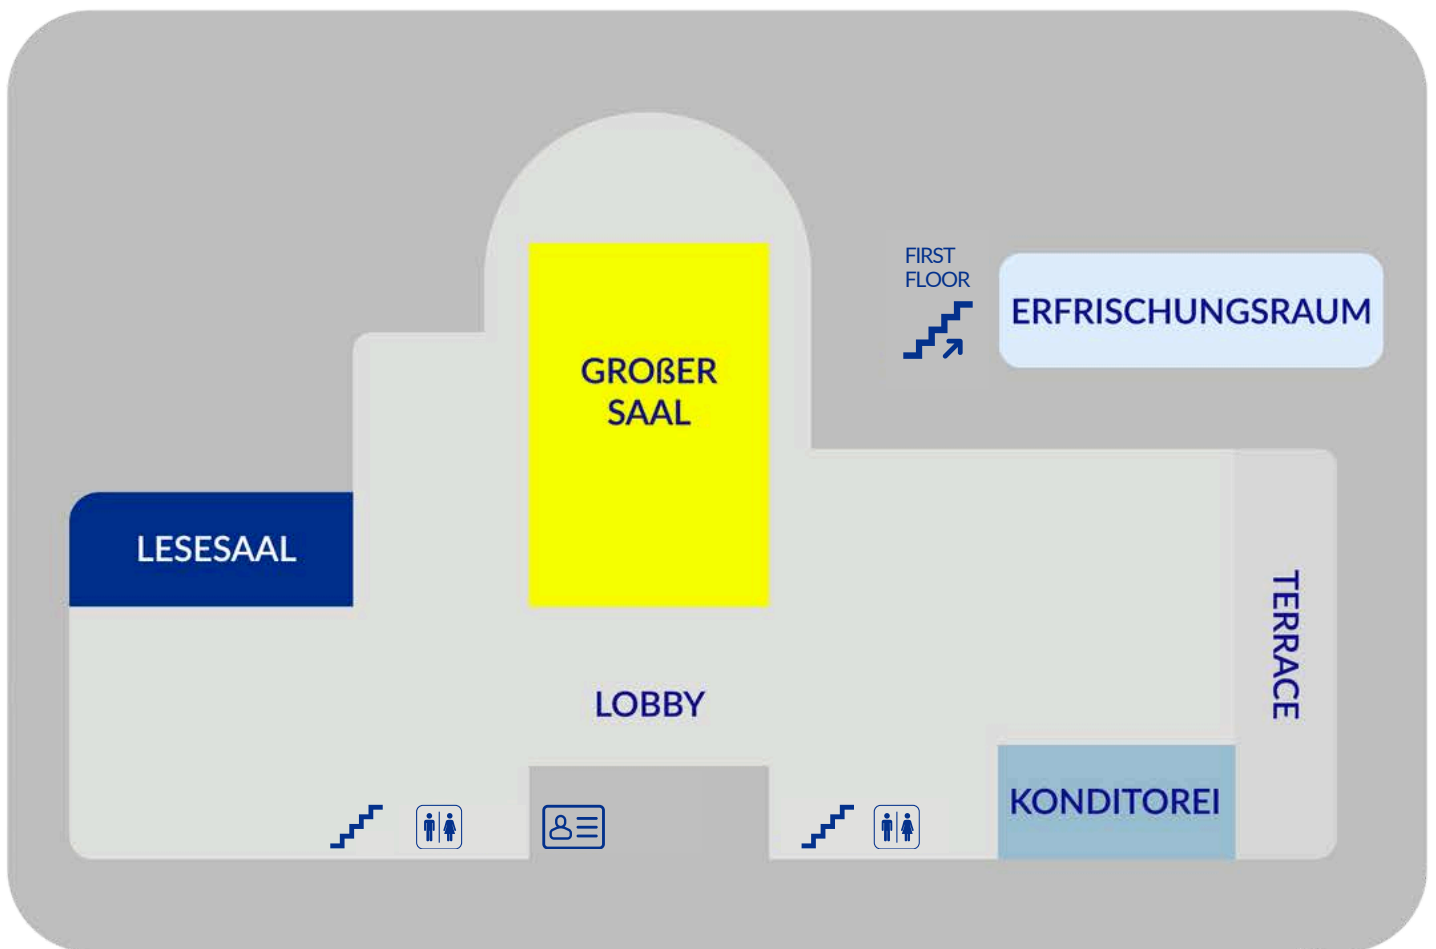 FIRST
FLOOR
ERFRISCHUNGSRAUM
GROßER
SAAL
LESESAAL
TERRACE
LOBBY
KONDITOREI